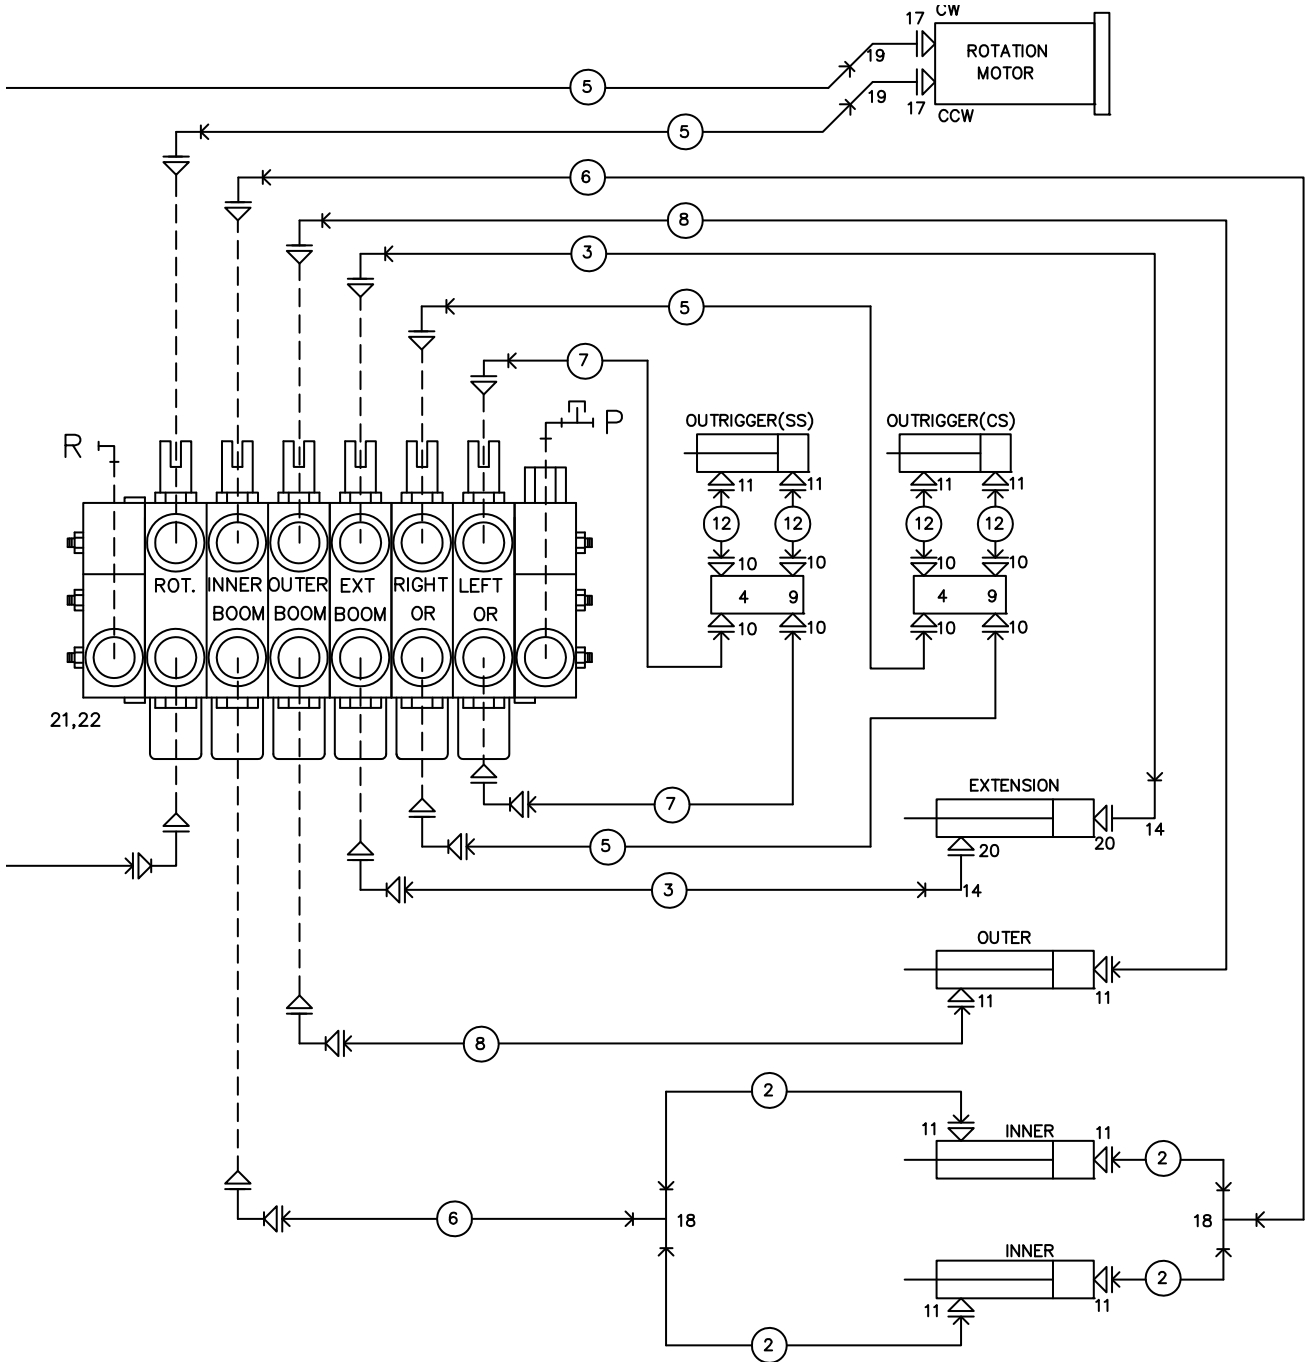 17 CW
ROTATION
MOTOR
19
5
19
17
CCW
5
6
8
3
5
7
OUTRIGGER(SS)
OUTRIGGER(CS)
R
P
11 11
11 11
12 12
12 12
10 10
10 10
ROT. INNER OUTER EXT RIGHT LEFT
BOOM BOOM BOOM OR OR
4 9
4 9
10 10
10 10
21,22
7
EXTENSION
14
20
20
5
3
14
OUTER
11
11
8
2
11 INNER 11
2
6
18
18
INNER
2
11
11
2